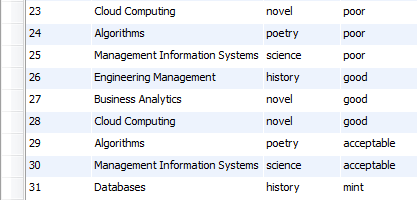 23 Cloud Computing novel poor
24 Algorithms poetry poor
25 Management Information Systems science poor
26 Engineering Management history good
27 Business Analytics novel good
28 Cloud Computing novel good
29 Algorithms poetry acceptable
30 Management Information Systems science acceptable
31 Databases history mint